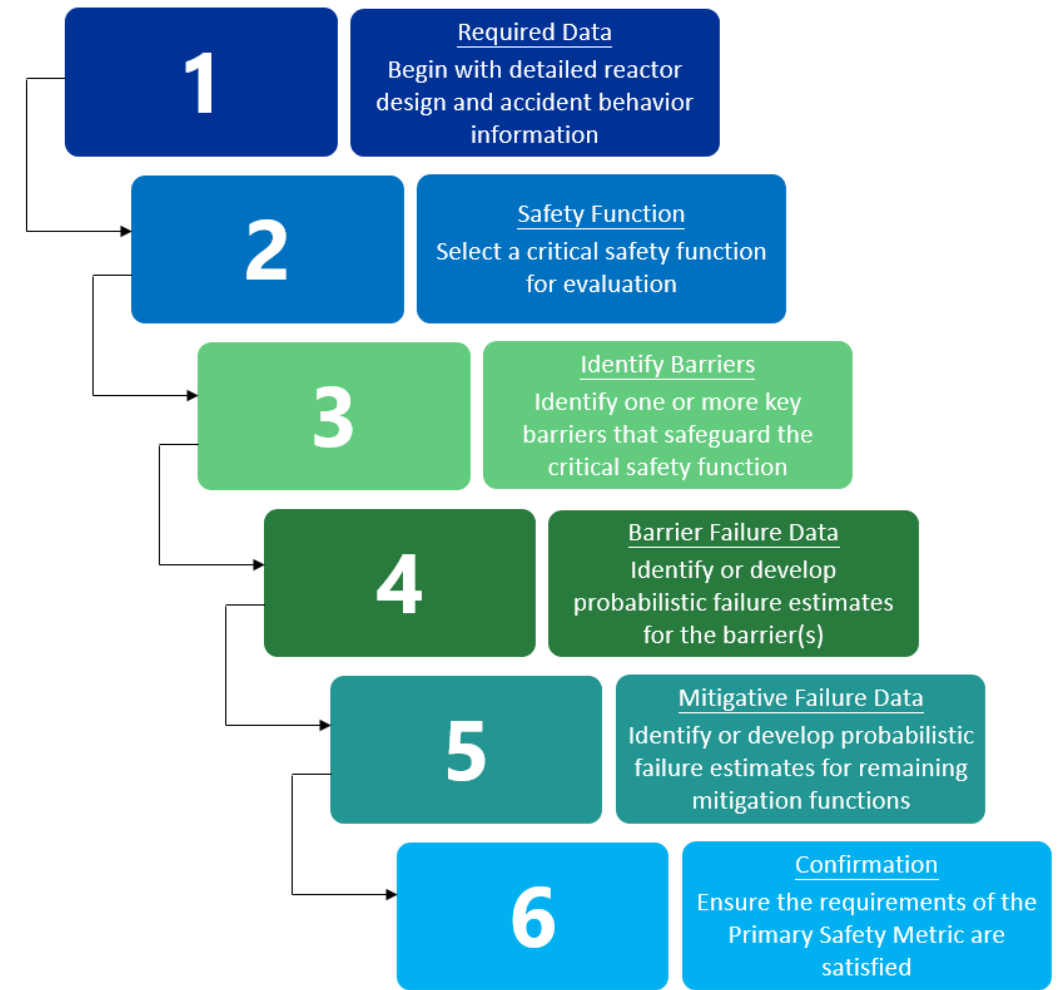 1
Required Data
Begin with detailed reactor
design and accident behavior
information
2
Safety Function
Select a critical safety function
for evaluation
3
Identify Barriers
Identify one or more key
barriers that safeguard the
critical safety function
4
Barrier Failure Data
Identify or develop
probabilistic failure estimates
for the barrier(s)
5
Mitigative Failure Data
Identify or develop probabilistic
failure estimates for remaining
mitigation functions
6
Confirmation
Ensure the requirements of the
Primary Safety Metric are
satisfied